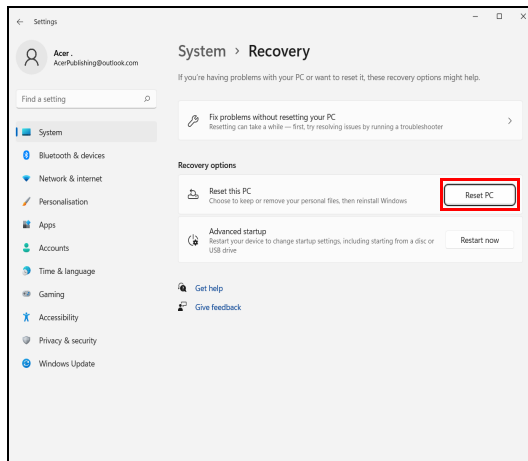 Settings
Acer .
AcerPublishing@outlook.com
Find a setting
System
Bluetooth & devices
Network & internet
Personalisation
Apps
Accounts
Time & language
Gaming
Accessibility
Privacy & security
Windows Update
System > Recovery
If you're having problems with your PC or want to reset it, these recovery options might help.
Fix problems without resetting your PC
Resetting can take a while — first, try resolving issues by running a troubleshooter
Recovery options
Reset this PC
Choose to keep or remove your personal files, then reinstall Windows
Reset PC
Advanced startup
Restart your device to change startup settings, including starting from a disc or
USB drive
Restart now
Get help
Give feedback